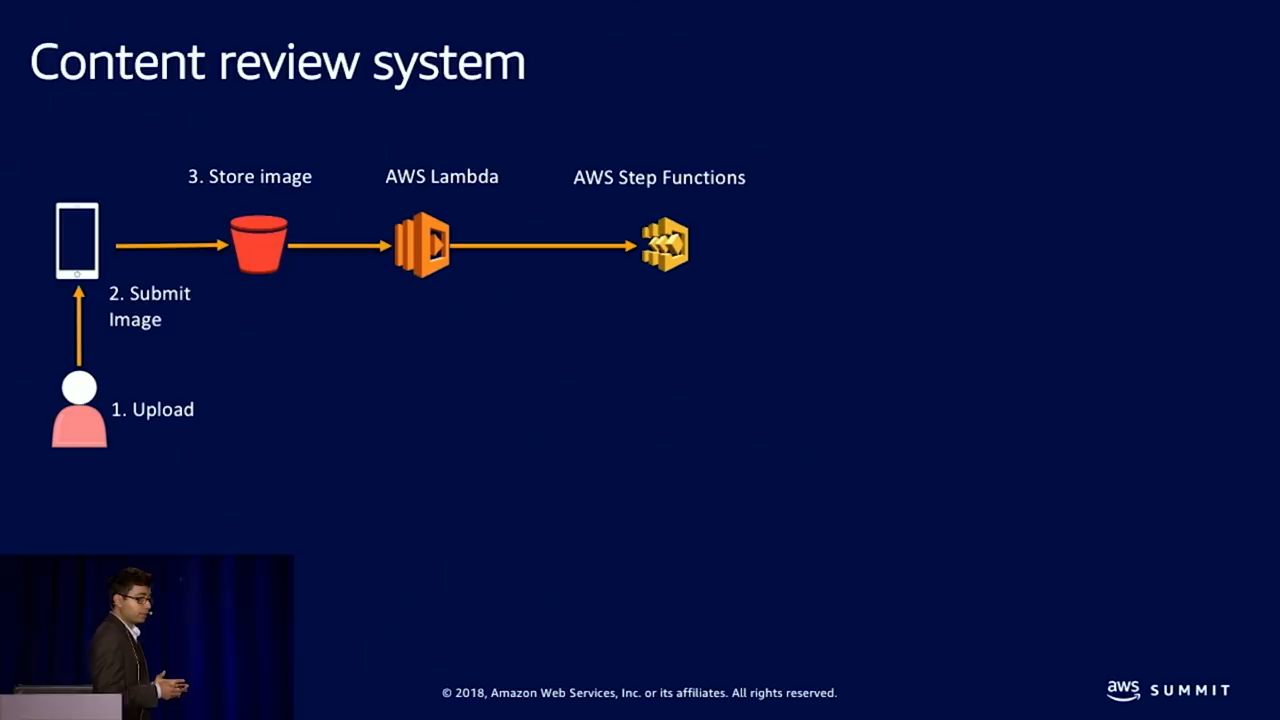 Content review system
3. Store image
AWS Lambda
AWS Step Functions
2. Submit
Image
1. Upload
© 2018, Amazon Web Services, Inc. or its affiliates. All rights reserved.
aws SUMMIT